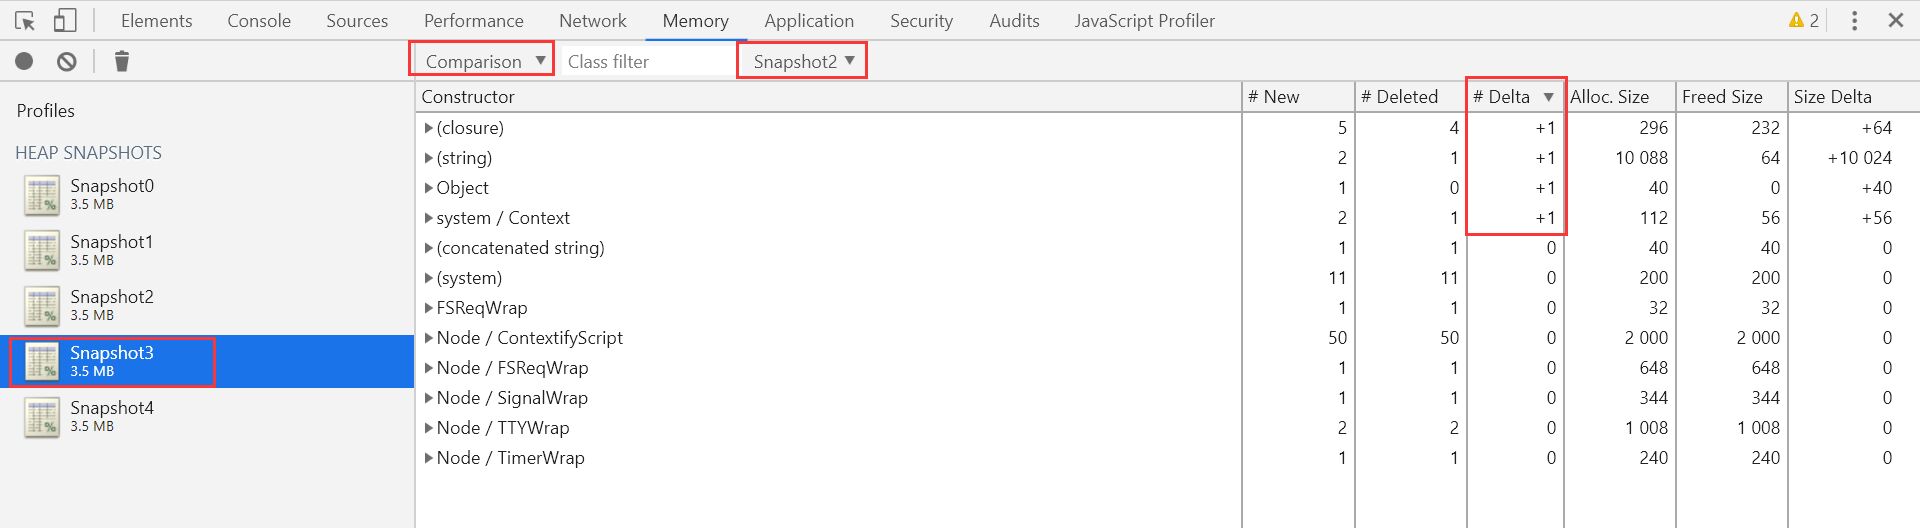 Elements Console Sources Performance Network Memory Application Security Audits JavaScript Profiler 2
Comparison Class filter Snapshot2
Profiles
HEAP SNAPSHOTS
Snapshot0
3.5 MB
Snapshot1
3.5 MB
Snapshot2
3.5 MB
Snapshot3
3.5 MB
Snapshot4
3.5 MB
Constructor # New # Deleted # Delta Alloc. Size Freed Size Size Delta
(closure) 5 4 +1 296 232 +64
(string) 2 1 +1 10 088 64 +10 024
Object 1 0 +1 40 0 +40
system / Context 2 1 +1 112 56 +56
(concatenated string) 1 1 0 40 40 0
(system) 11 11 0 200 200 0
FSReqWrap 1 1 0 32 32 0
Node / ContextifyScript 50 50 0 2 000 2 000 0
Node / FSReqWrap 1 1 0 648 648 0
Node / SignalWrap 1 1 0 344 344 0
Node / TTYWrap 2 2 0 1 008 1 008 0
Node / TimerWrap 1 1 0 240 240 0